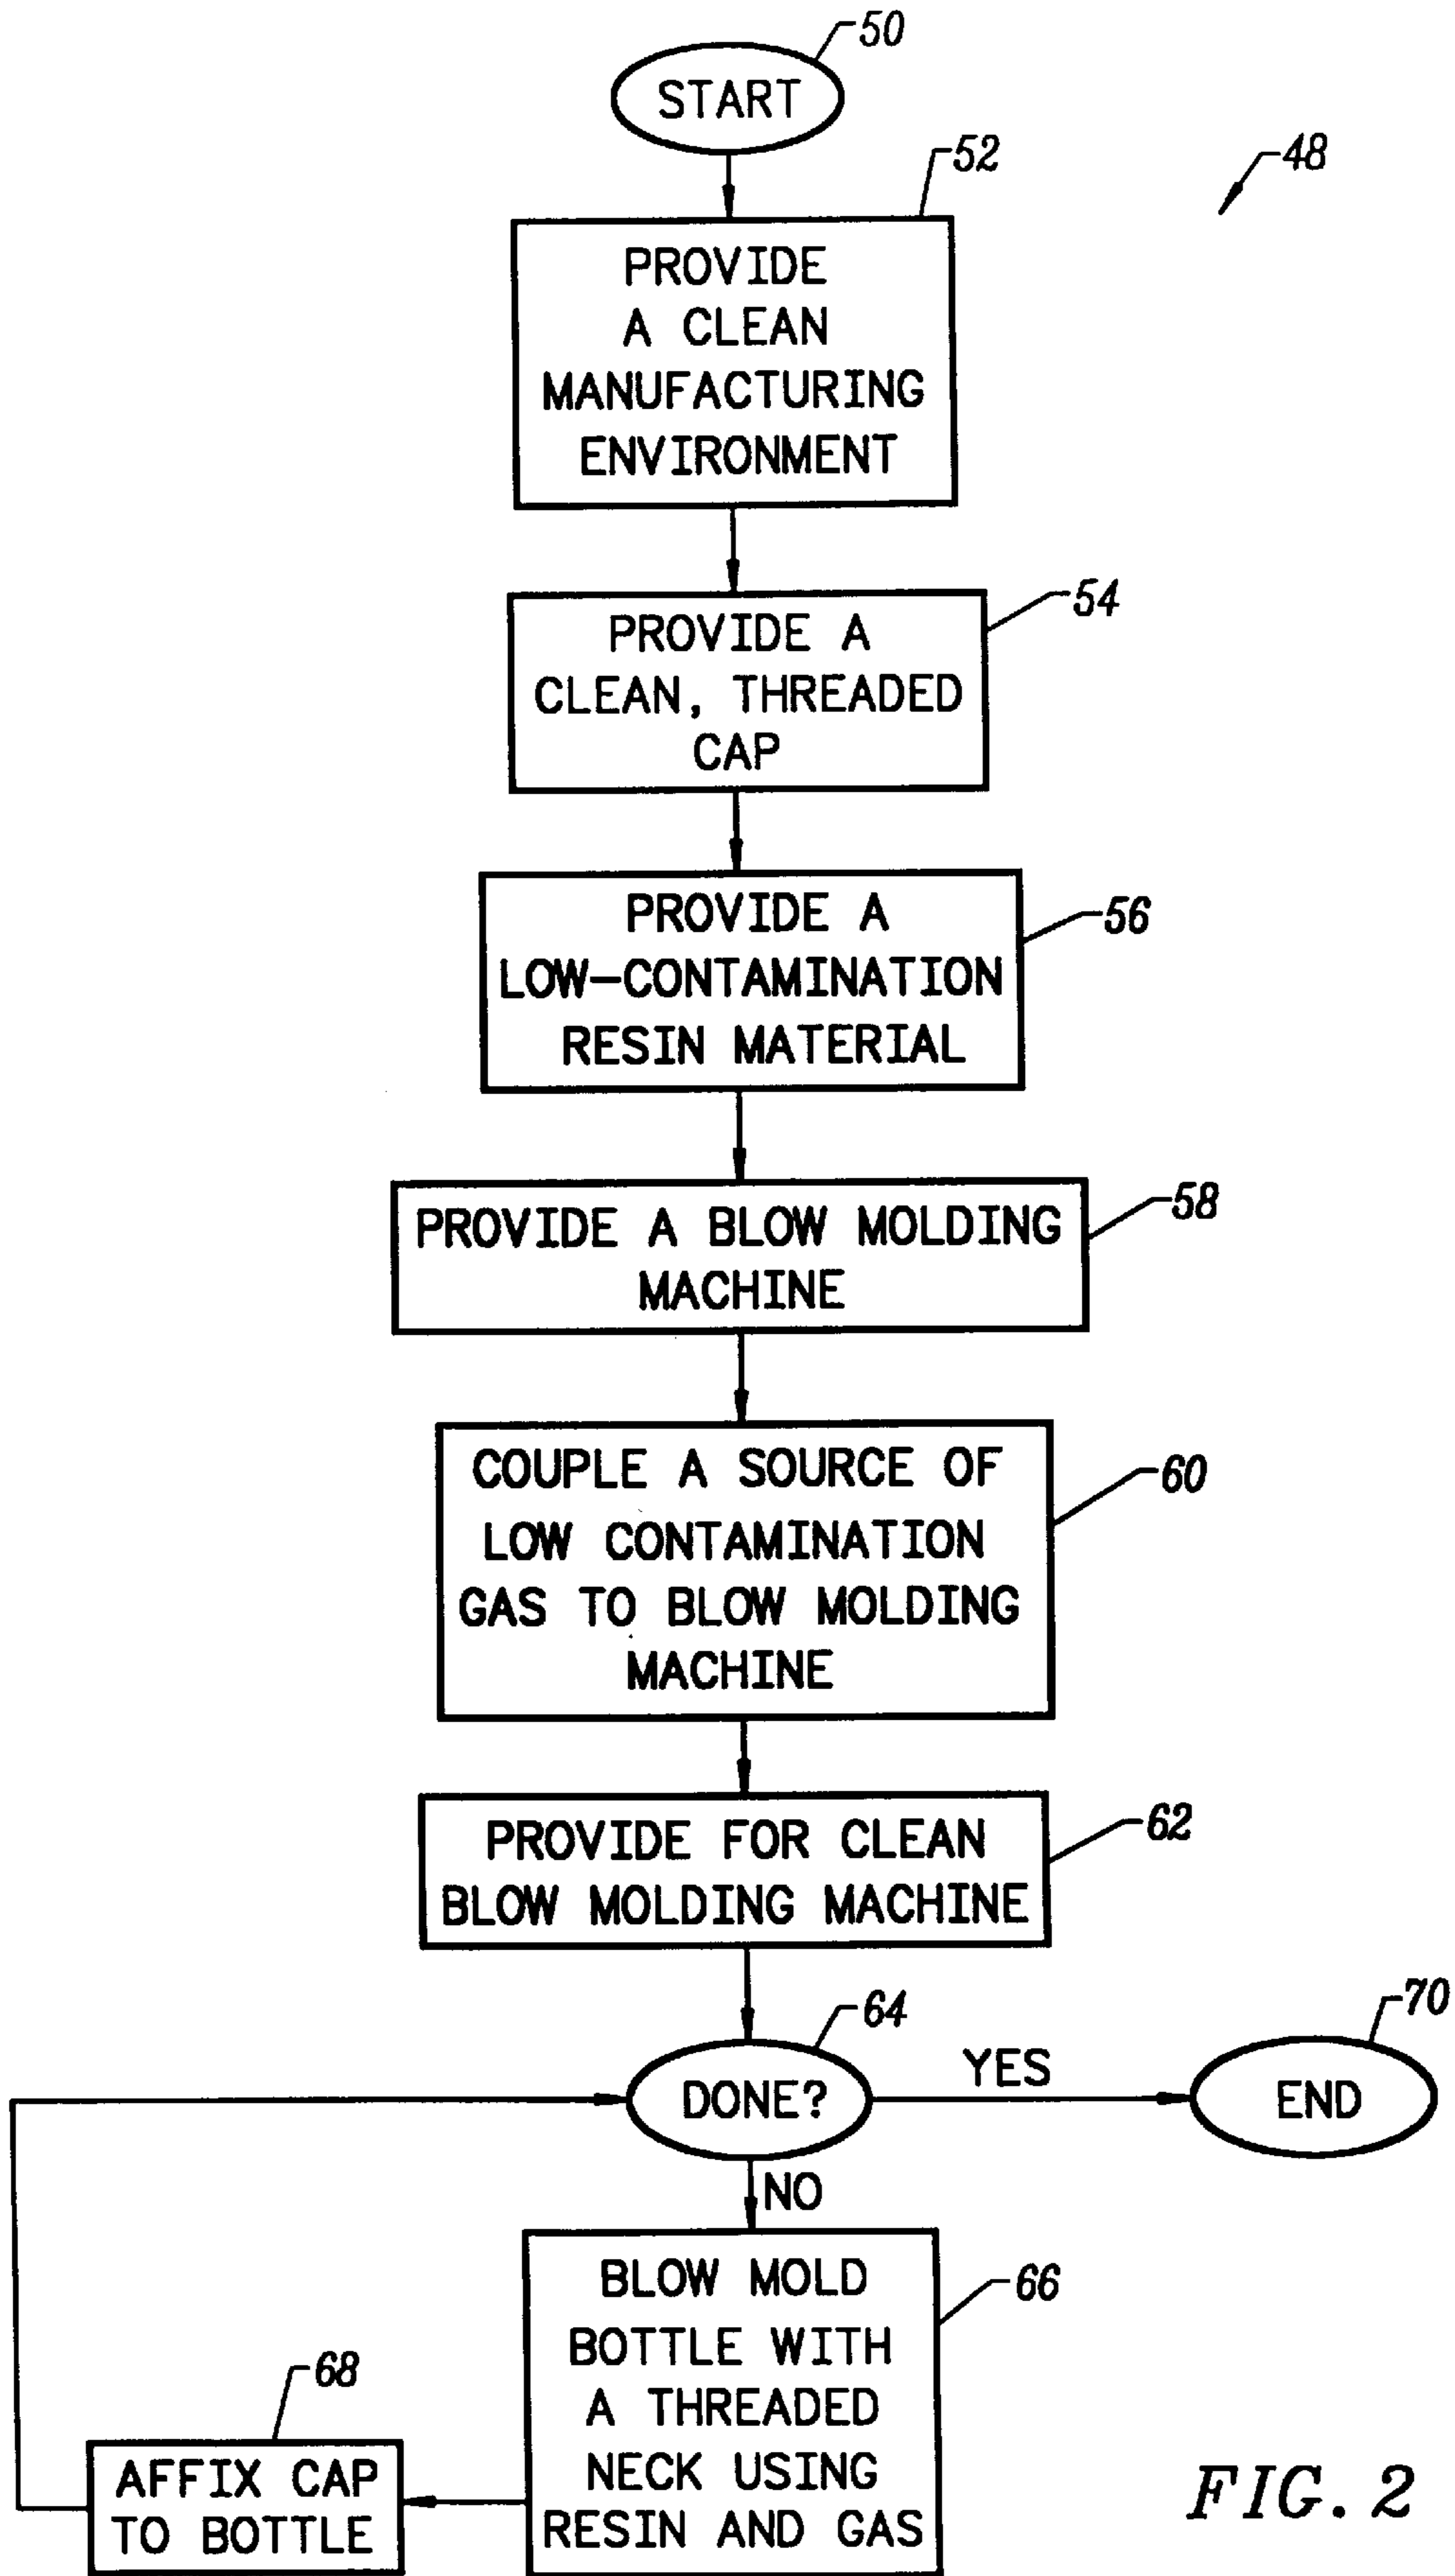 50
START
52
48
PROVIDE
A CLEAN
MANUFACTURING
ENVIRONMENT
54
PROVIDE A
CLEAN, THREADED
CAP
56
PROVIDE A
LOW-CONTAMINATION
RESIN MATERIAL
58
PROVIDE A BLOW MOLDING
MACHINE
60
COUPLE A SOURCE OF
LOW CONTAMINATION
GAS TO BLOW MOLDING
MACHINE
62
PROVIDE FOR CLEAN
BLOW MOLDING MACHINE
64
70
DONE?
YES
END
NO
66
BLOW MOLD
BOTTLE WITH
A THREADED
NECK USING
RESIN AND GAS
68
AFFIX CAP
TO BOTTLE
FIG. 2